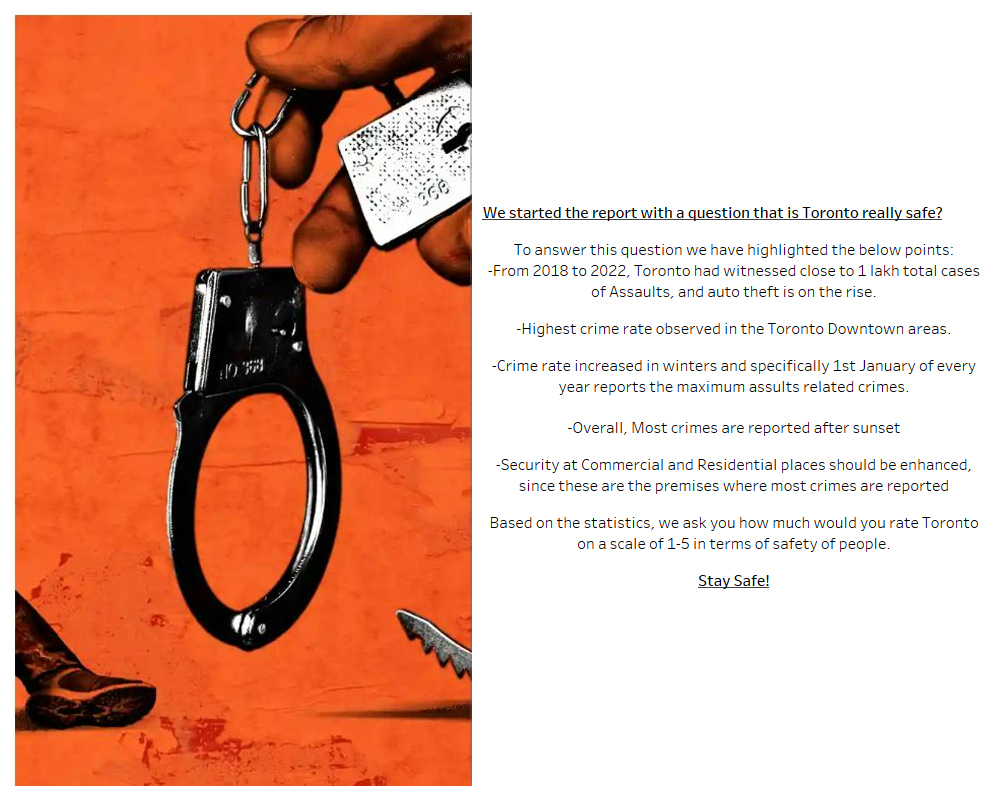 We started the report with a question that is Toronto really safe?
To answer this question we have highlighted the below points:
-From 2018 to 2022, Toronto had witnessed close to 1 lakh total cases
of Assaults, and auto theft is on the rise.
-Highest crime rate observed in the Toronto Downtown areas.
-Crime rate increased in winters and specifically 1st January of every
year reports the maximum assults related crimes.
-Overall, Most crimes are reported after sunset
-Security at Commercial and Residential places should be enhanced,
since these are the premises where most crimes are reported
Based on the statistics, we ask you how much would you rate Toronto
on a scale of 1-5 in terms of safety of people.
Stay Safe!